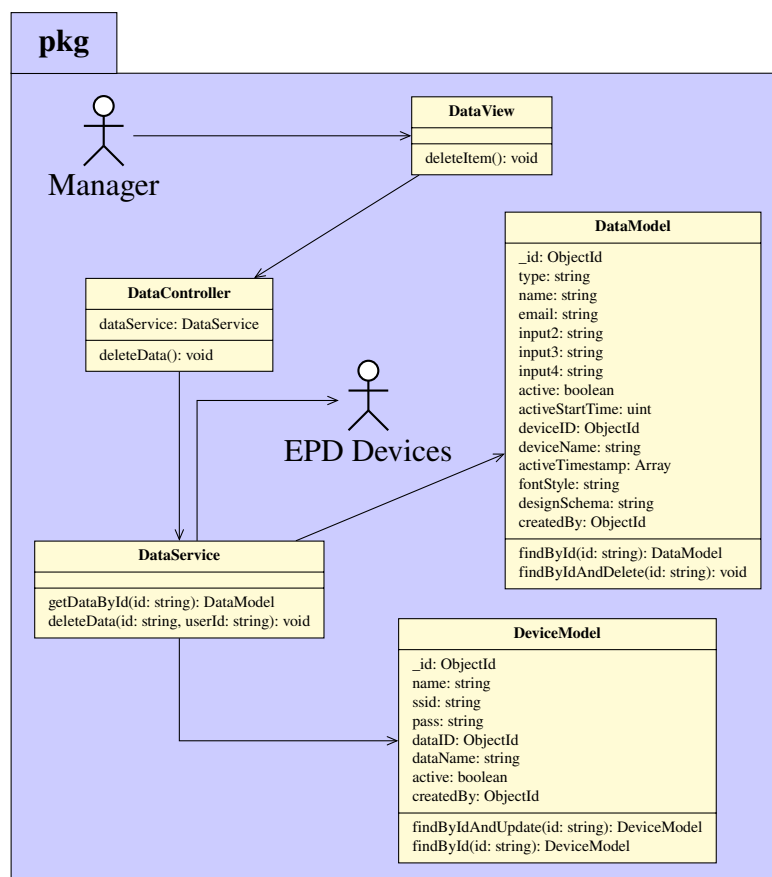 pkg
Manager
DataView
deleteItem(): void
DataController
dataService: DataService
deleteData(): void
EPD Devices
DataModel
_id: ObjectId
type: string
name: string
email: string
input2: string
input3: string
input4: string
active: boolean
activeStartTime: uint
deviceID: ObjectId
deviceName: string
activeTimestamp: Array
fontStyle: string
designSchema: string
createdBy: ObjectId
findById(id: string): DataModel
findByIdAndDelete(id: string): void
DataService
getDataById(id: string): DataModel
deleteData(id: string, userId: string): void
DeviceModel
_id: ObjectId
name: string
ssid: string
pass: string
dataID: ObjectId
dataName: string
active: boolean
createdBy: ObjectId
findByIdAndUpdate(id: string): DeviceModel
findById(id: string): DeviceModel